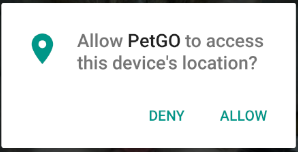 Allow PetGO to access
this device's location?
DENY ALLOW